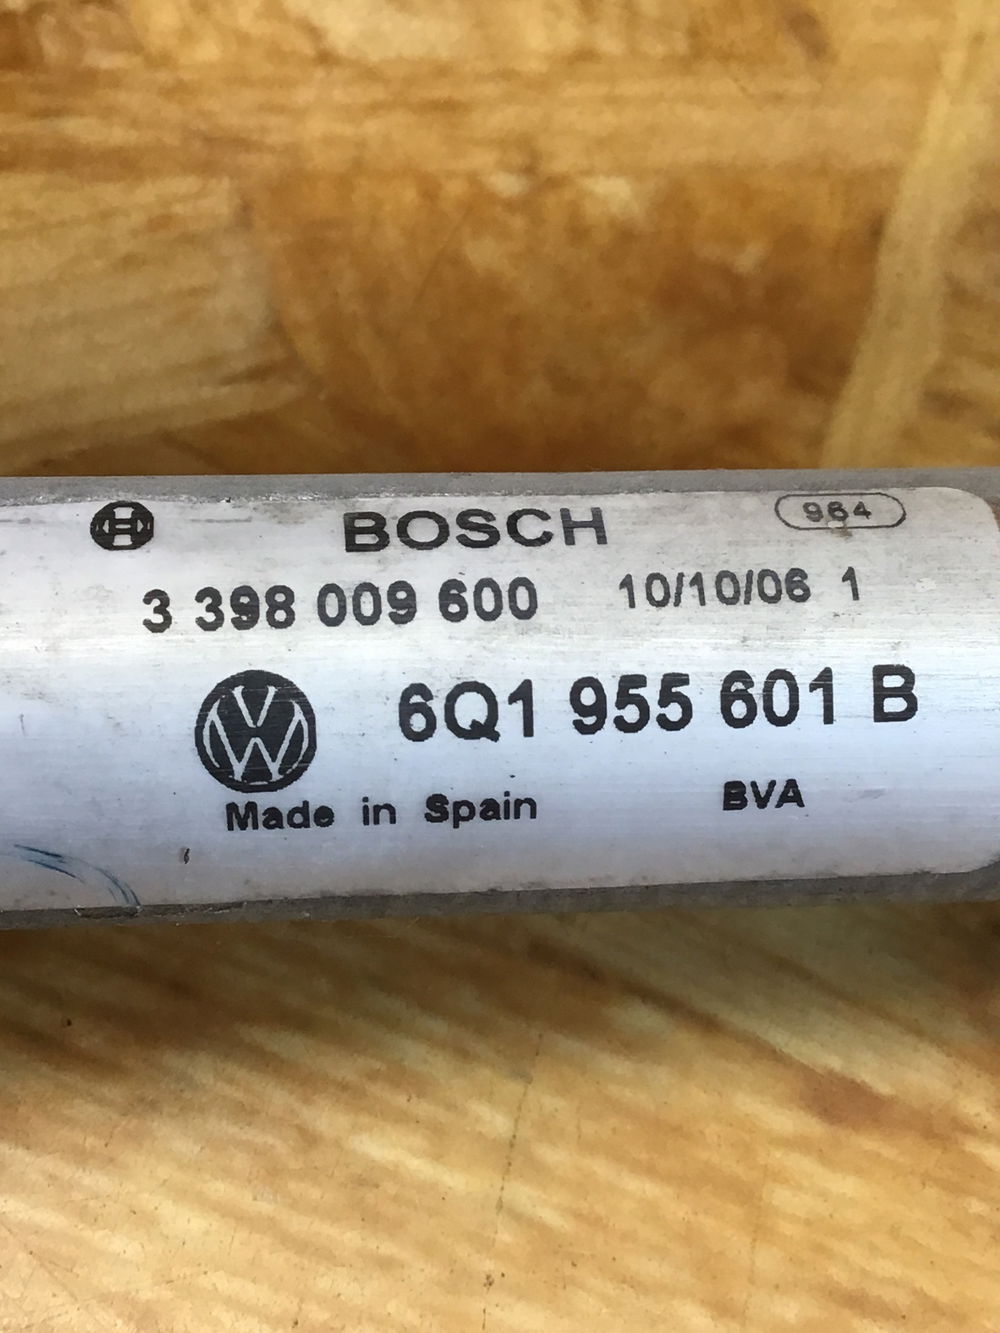 BOSCH 964
3 398 009 600 10/10/06 1
6Q1 955 601 B
Made in Spain BVA